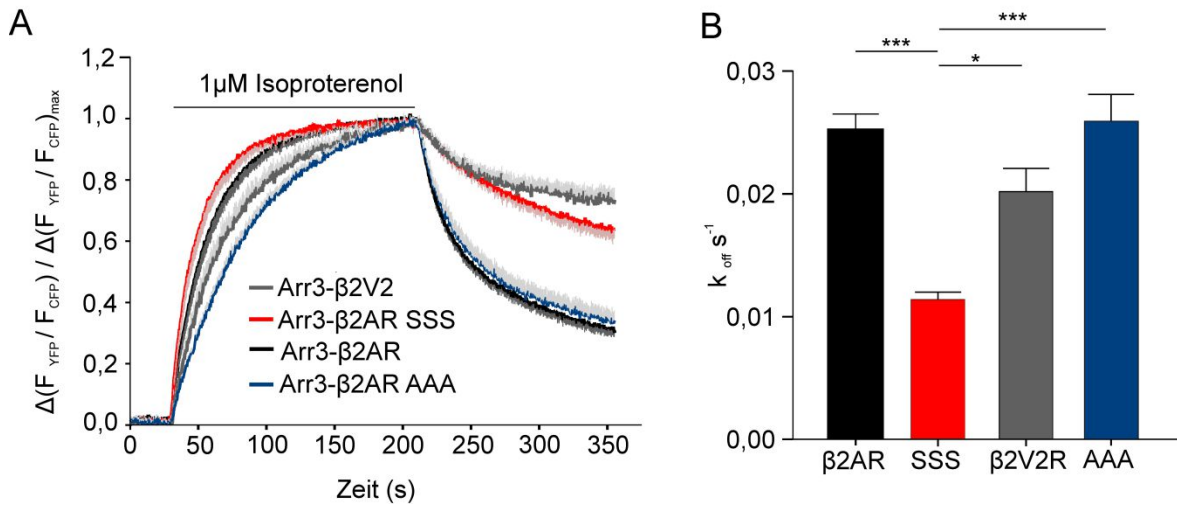 A
Δ(F YFP / F CFP) / Δ(F YFP / F CFP)max
1,2
1,0
0,8
0,6
0,4
0,2
0,0
1µM Isoproterenol
Arr3-β2V2
Arr3-β2AR SSS
Arr3-β2AR
Arr3-β2AR AAA
0 50 100 150 200 250 300 350
Zeit (s)
B
***
***
*
k off s-1
0,03
0,02
0,01
0,00
β2AR SSS β2V2R AAA